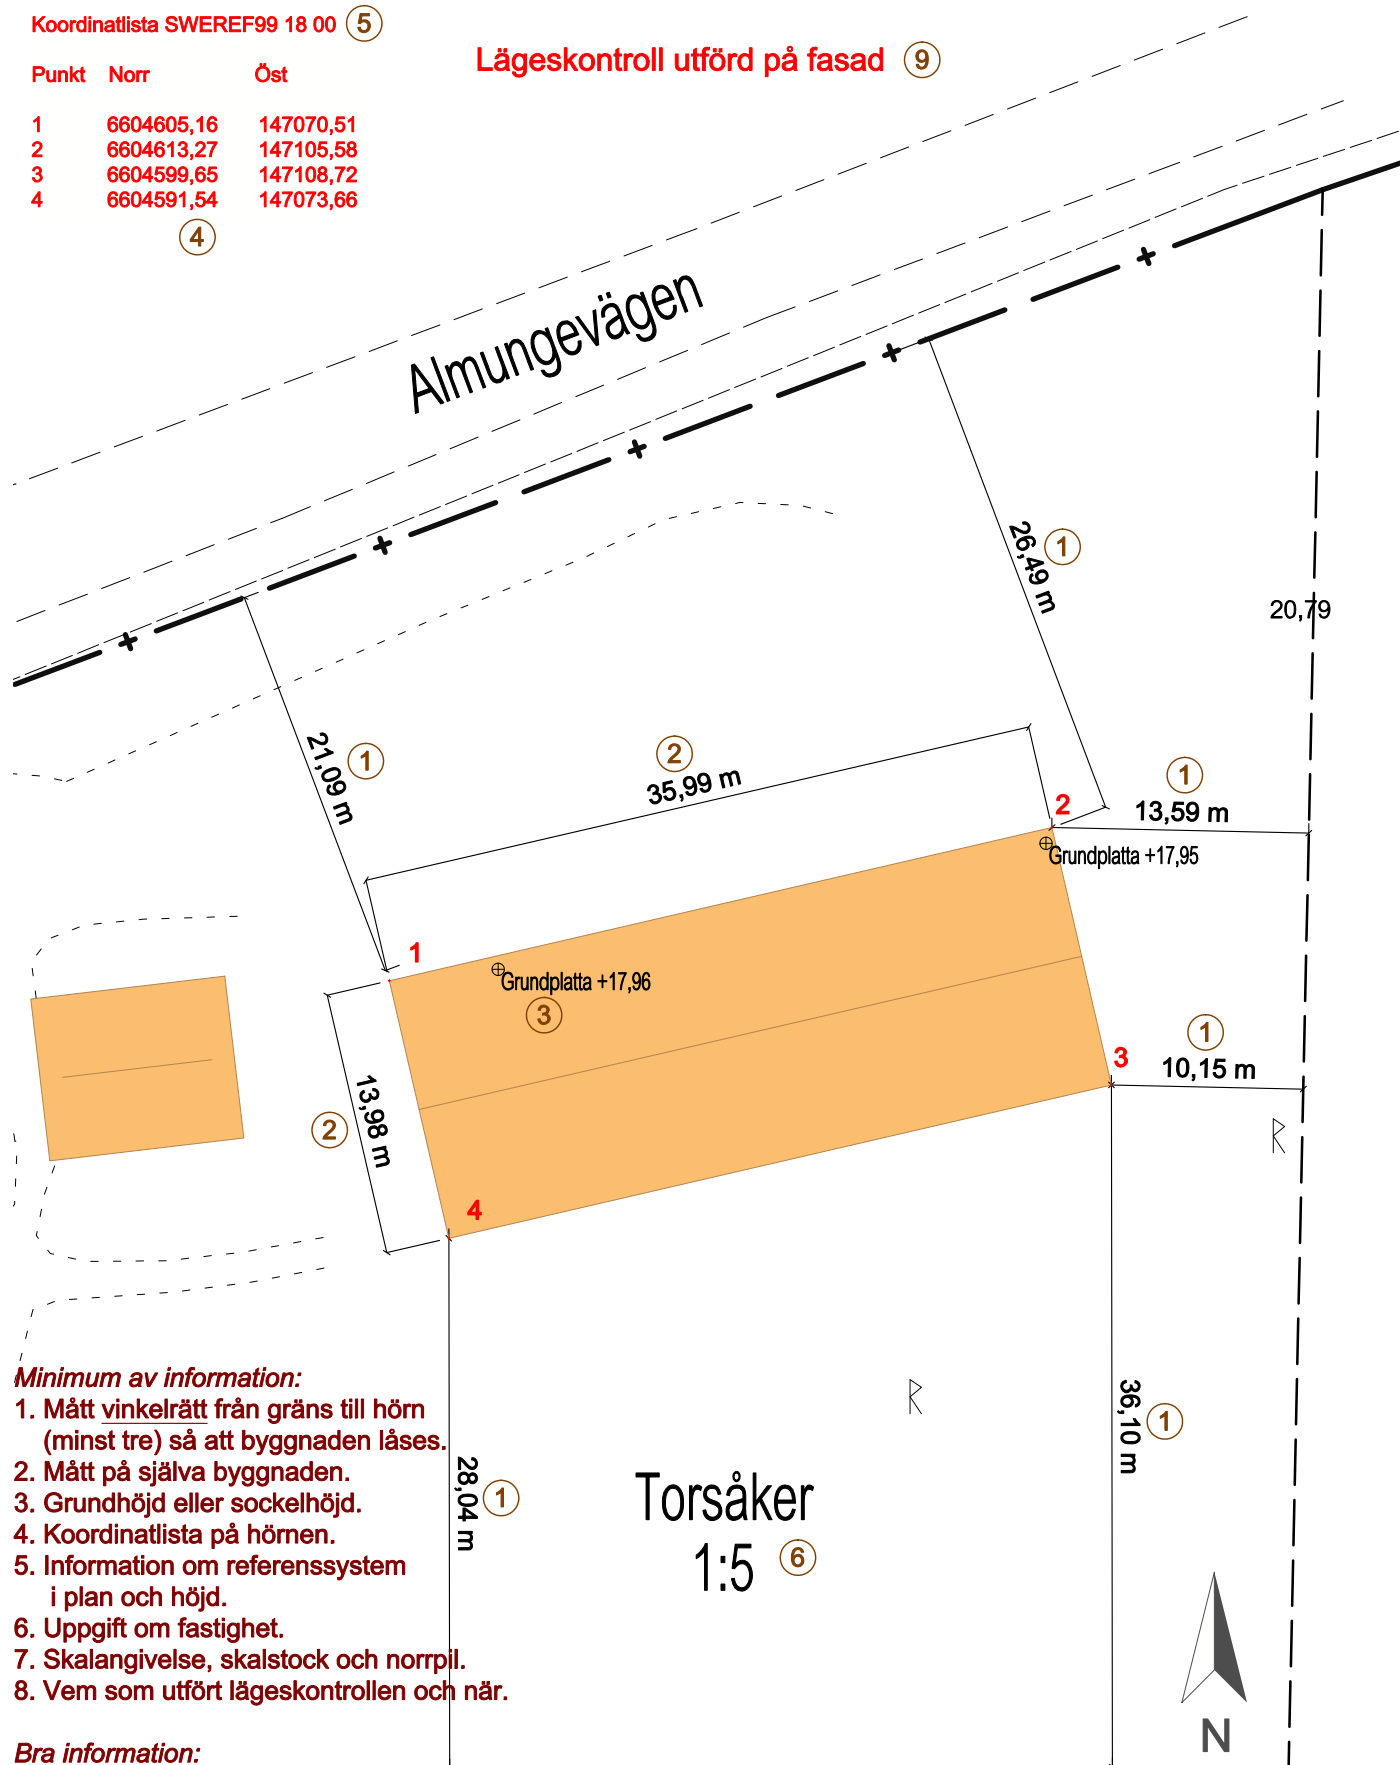 Koordinatlista SWEREF99 18 00 5
Lägeskontroll utförd på fasad 9
Punkt Norr Öst
1 6604605,16 147070,51
2 6604613,27 147105,58
3 6604599,65 147108,72
4 6604591,54 147073,66
4
Almungevägen
26,49 m 1
20,79
21,09 m 1
2
35,99 m
1
13,59 m
2
Grundplatta +17,95
1
Grundplatta +17,96
3
1
10,15 m
3
13,98 m
2
R
4
Minimum av information:
1. Mått vinkelrätt från gräns till hörn
(minst tre) så att byggnaden låses.
2. Mått på själva byggnaden.
3. Grundhöjd eller sockelhöjd.
4. Koordinatlista på hörnen.
5. Information om referenssystem
i plan och höjd.
6. Uppgift om fastighet.
7. Skalangivelse, skalstock och norrpil.
8. Vem som utfört lägeskontrollen och när.
Bra information:
R
36,10 m 1
28,04 m 1
Torsåker
1:5 6
N